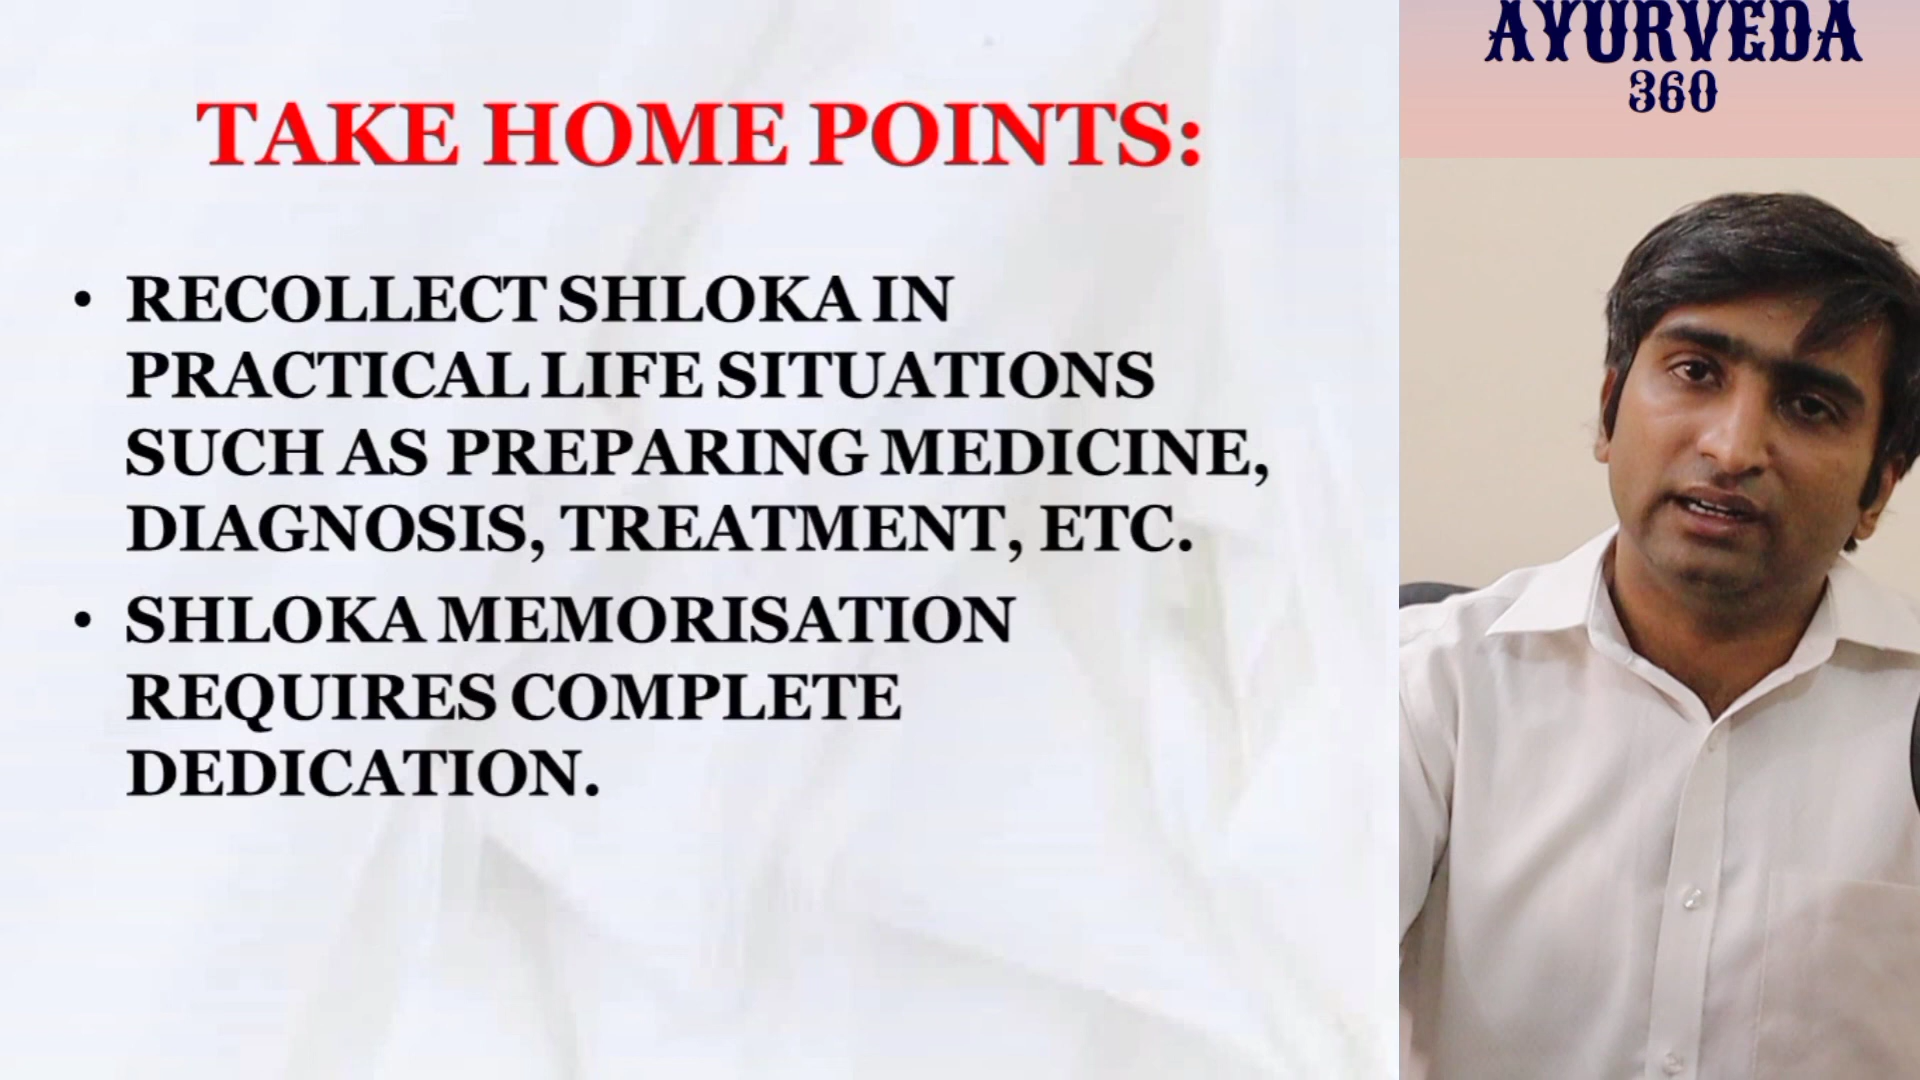 TAKE HOME POINTS:
• RECOLLECT SHLOKA IN
PRACTICAL LIFE SITUATIONS
SUCH AS PREPARING MEDICINE,
DIAGNOSIS, TREATMENT, ETC.
• SHLOKA MEMORISATION
REQUIRES COMPLETE
DEDICATION.
AYURVEDA
360